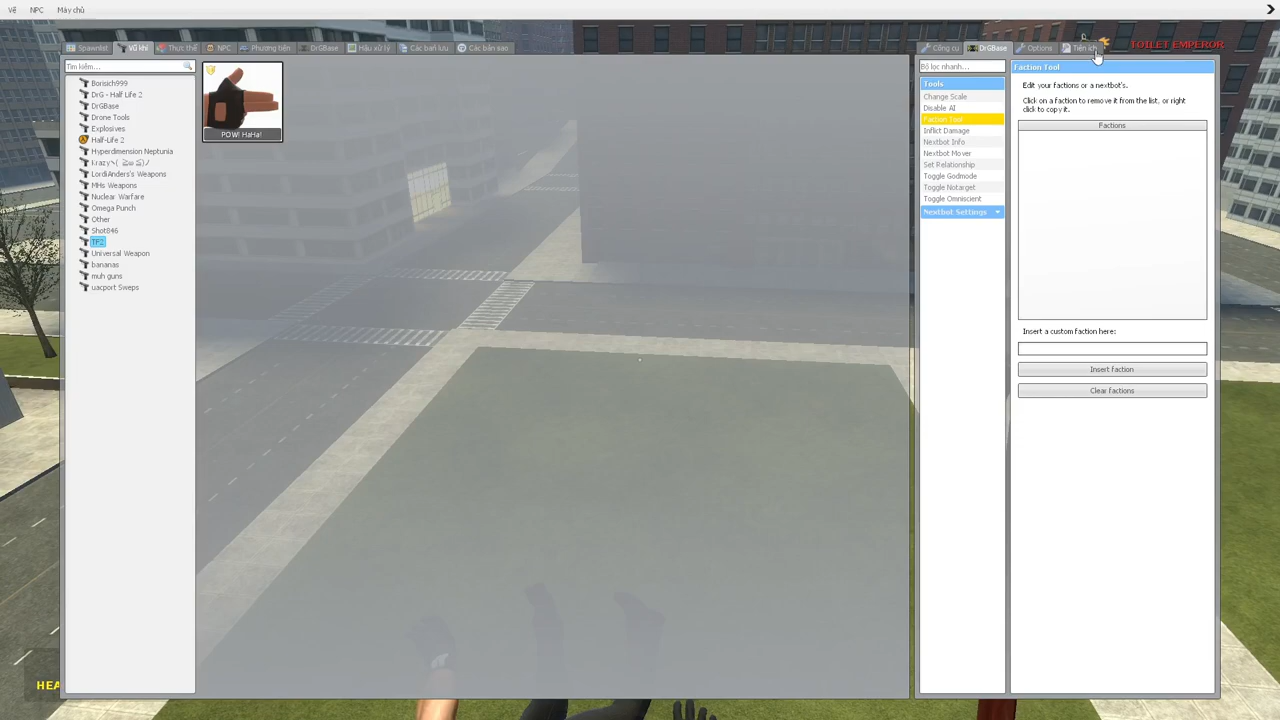 Vẽ NPC Máy chủ
Spawnlist Vũ khí Thực thể NPC Phương tiện DrGBase Hậu xử lý Các bản lưu Các bản sao
Công cụ DrGBase Options Tiện ích
TOILET EMPEROR
Tìm kiếm...
Borisich999
DrG - Half Life 2
DrGBase
Drone Tools
Explosives
Half-Life 2
Hyperdimension Neptunia
LordiAnders's Weapons
MHs Weapons
Nuclear Warfare
Omega Punch
Other
Shot846
TF2
Universal Weapon
bananas
muh guns
uacport Sweps
POW! HaHa!
Bộ lọc nhanh...
Tools
Change Scale
Disable AI
Faction Tool
Inflict Damage
Nextbot Info
Nextbot Mover
Set Relationship
Toggle Godmode
Toggle Notarget
Toggle Omniscient
Nextbot Settings
Faction Tool
Edit your factions or a nextbot's.
Click on a faction to remove it from the list, or right
click to copy it.
Factions
Insert a custom faction here:
Insert faction
Clear factions
HEA